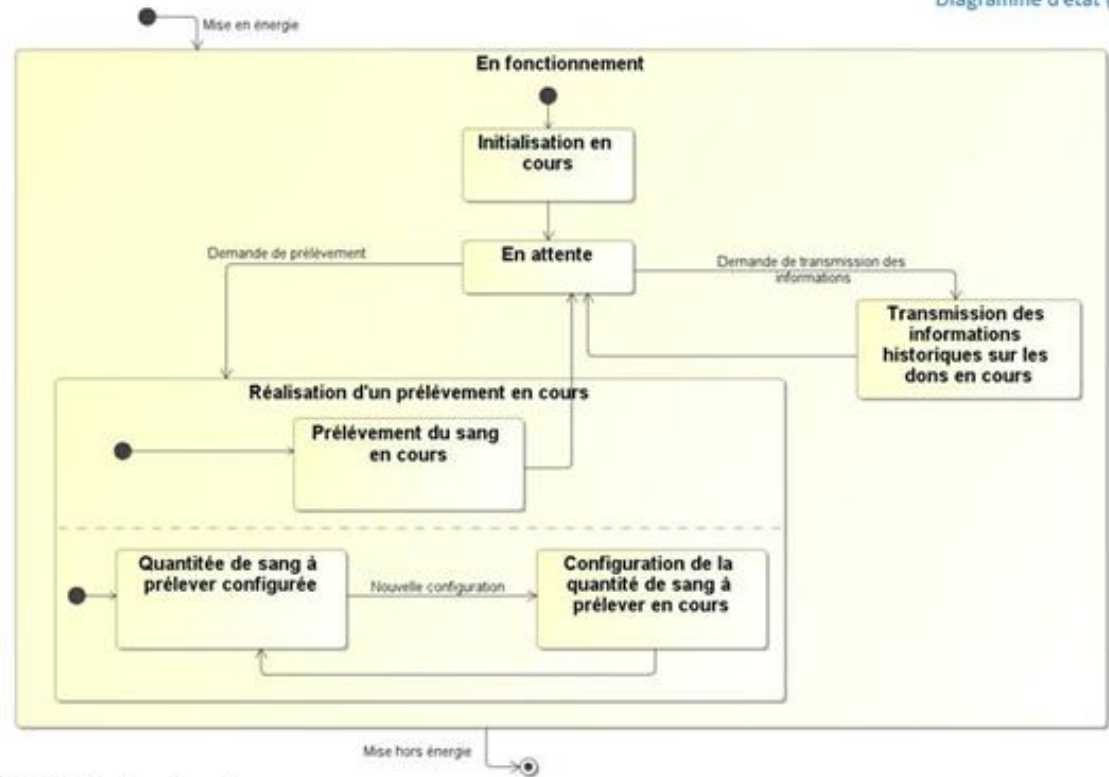 Diagramme d'état
Mise en énergie
En fonctionnement
Initialisation en
cours
En attente
Demande de prélèvement
Demande de transmission des
informations
Transmission des
informations
historiques sur les
dons en cours
Réalisation d'un prélévement en cours
Prélévement du sang
en cours
Quantitée de sang à
prélever configurée
Nouvelle configuration
Configuration de la
quantité de sang à
prélever en cours
Mise hors énergie